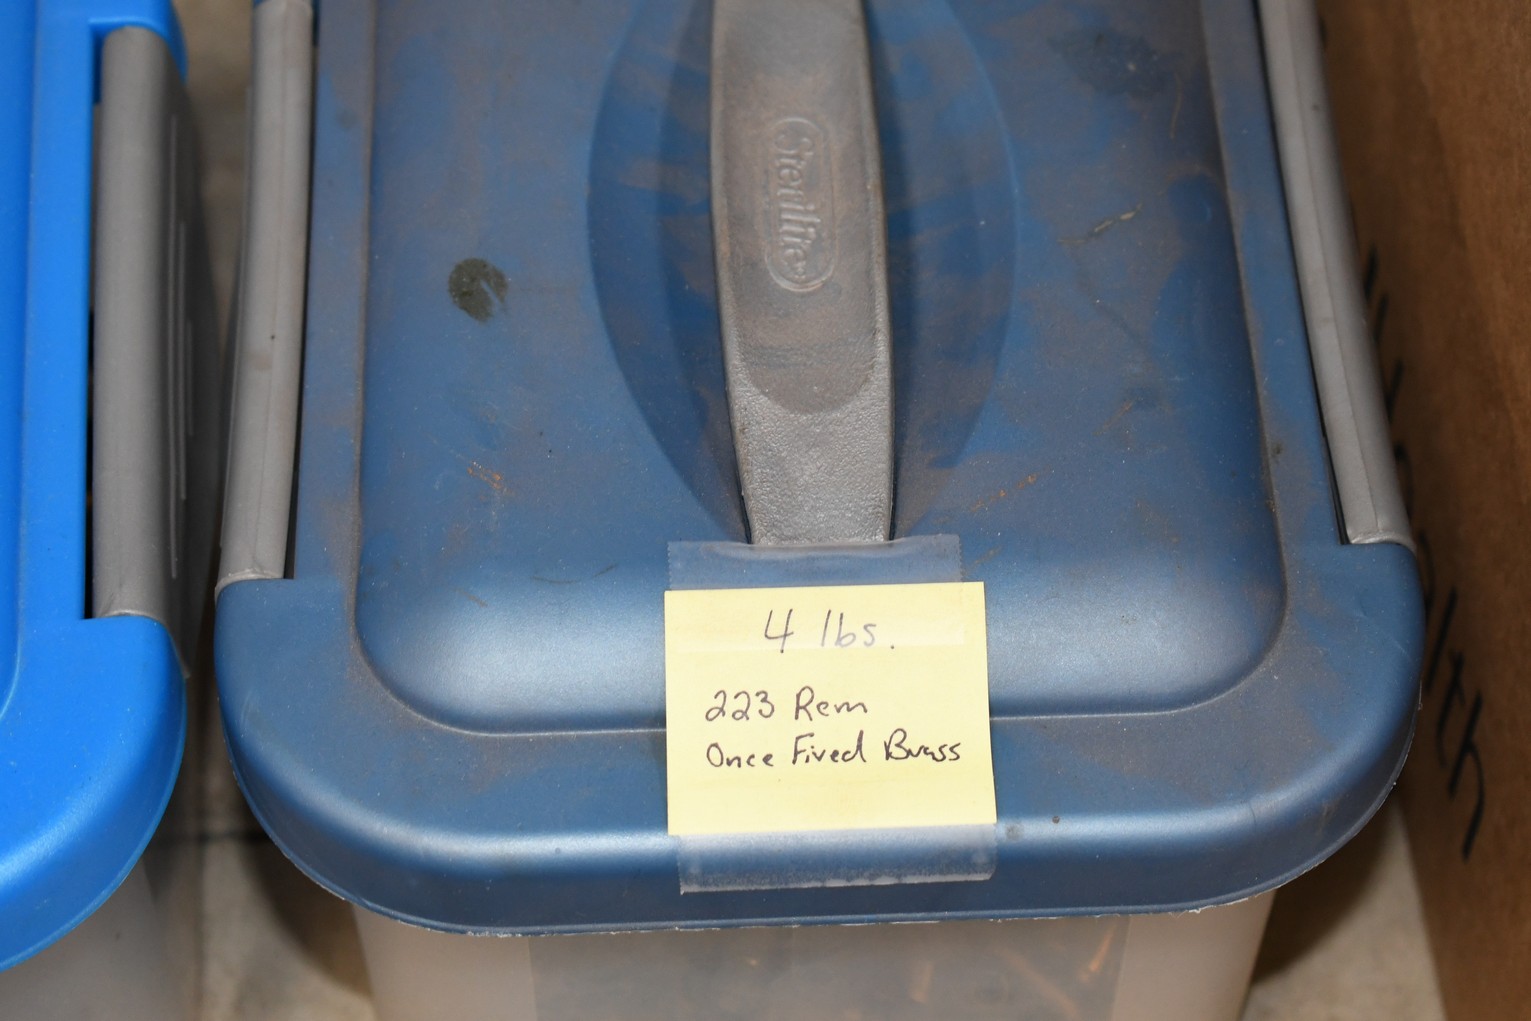 Sterilite
4 lbs.
223 Rem
Once Fired Brass